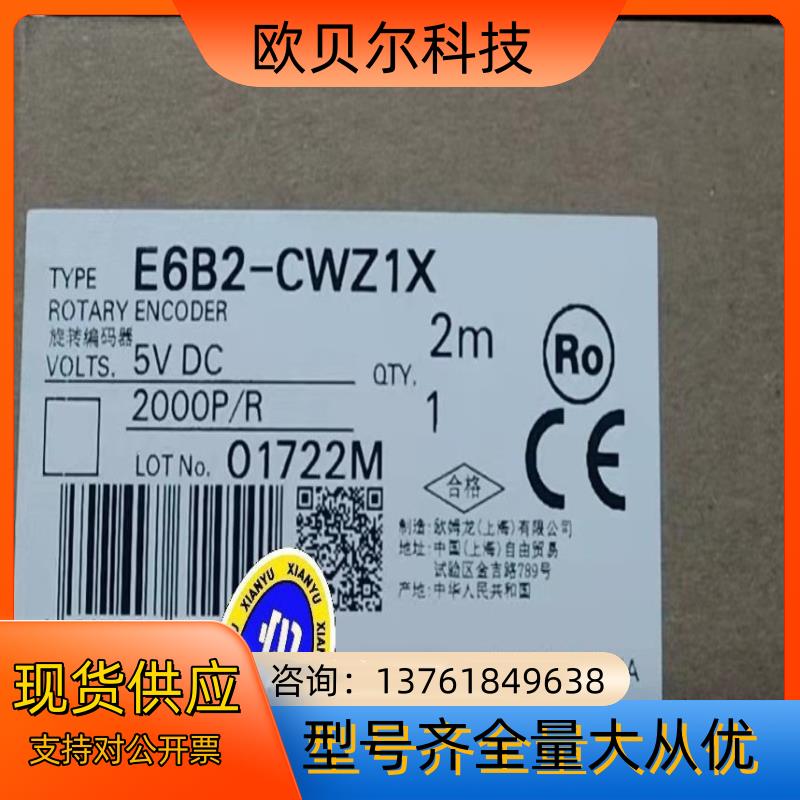 欧贝尔科技
TYPE E6B2-CWZ1X
ROTARY ENCODER
旋转编码器
2m
VOLTS. 5V DC
QTY.
2000P/R
1
LOT No. 01722M
Ro
CE
合格
制造:欧姆龙(上海)有限公司
地址:中国(上海)自由贸易
试验区金吉路789号
产地:中华人民共和国
XIANYU
XIANYU
A
现货供应
支持对公开票
咨询:13761849638
型号齐全量大从优